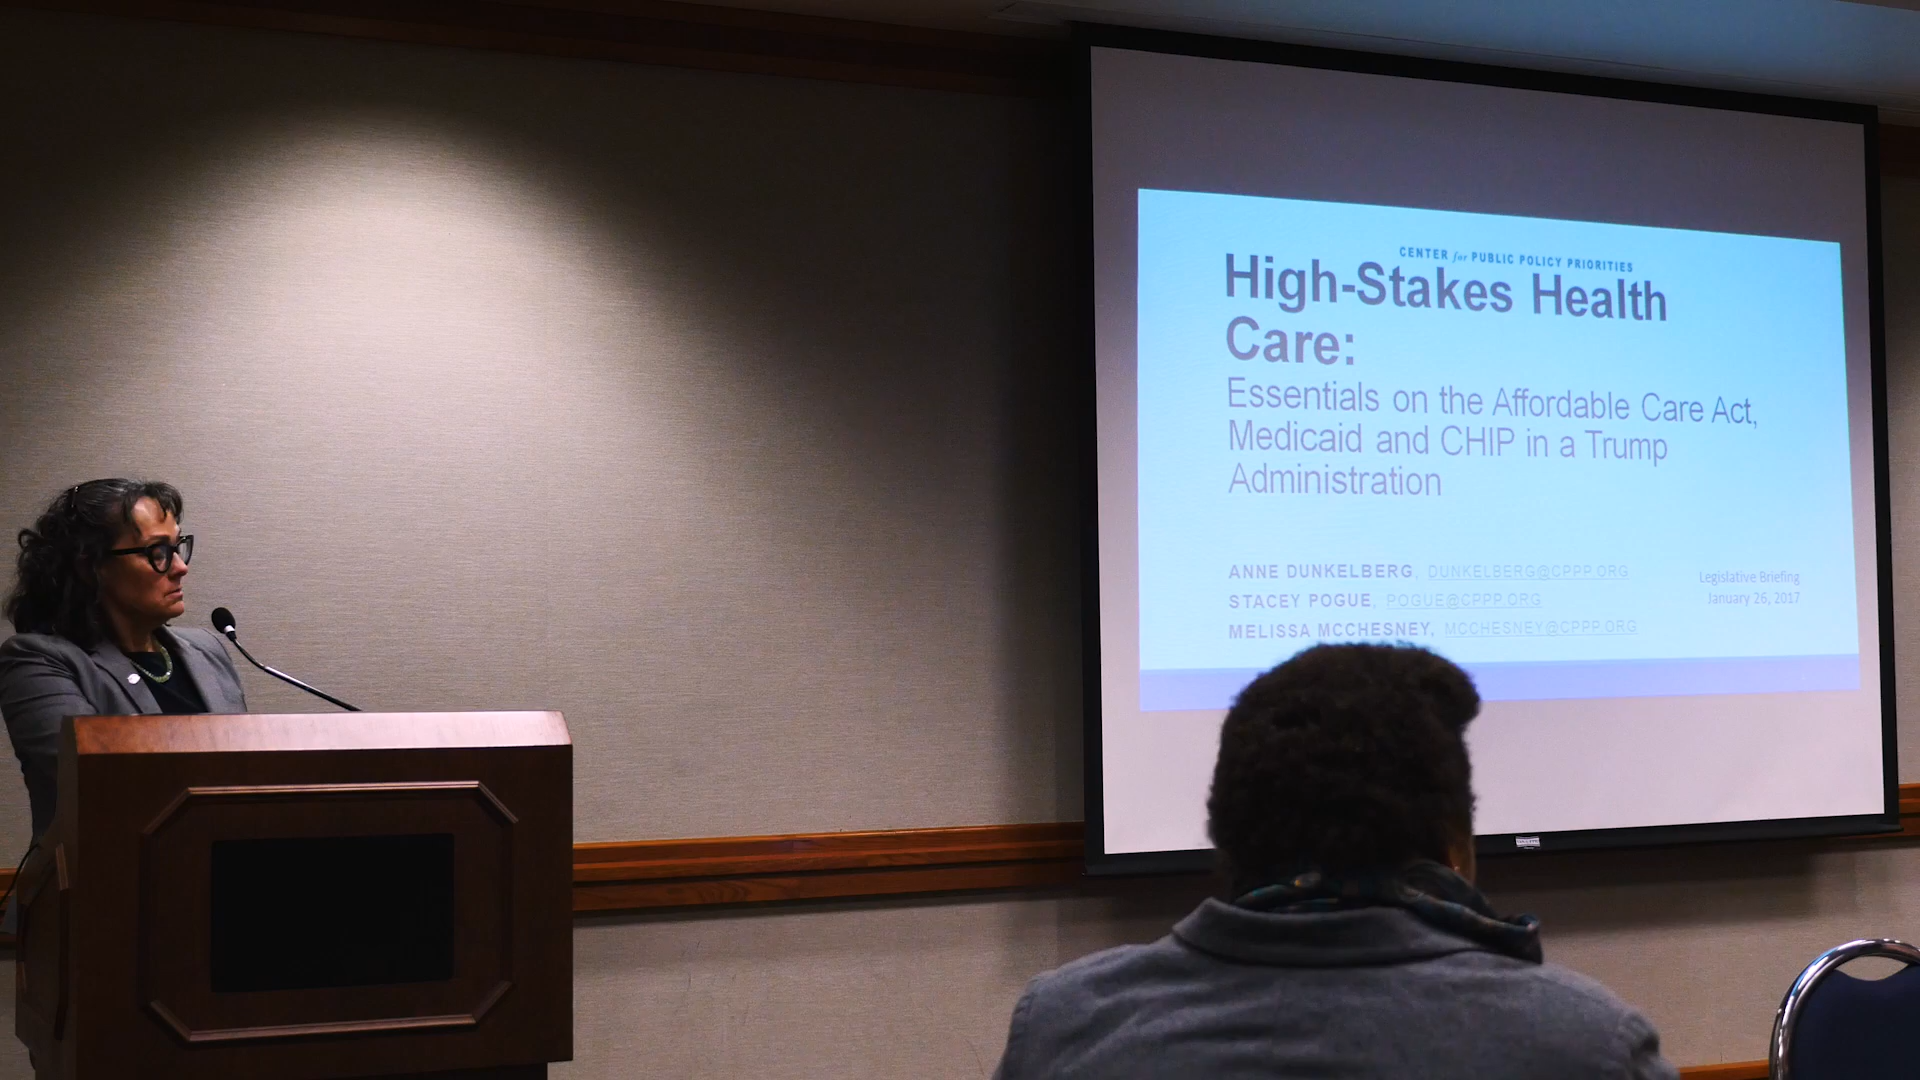 CENTER for PUBLIC POLICY PRIORITIES
High-Stakes Health
Care:
Essentials on the Affordable Care Act,
Medicaid and CHIP in a Trump
Administration
ANNE DUNKELBERG, DUNKELBERG@CPPP.ORG
STACEY POGUE, POGUE@CPPP.ORG
MELISSA MCCHESNEY, MCCHESNEY@CPPP.ORG
Legislative Briefing
January 26, 2017